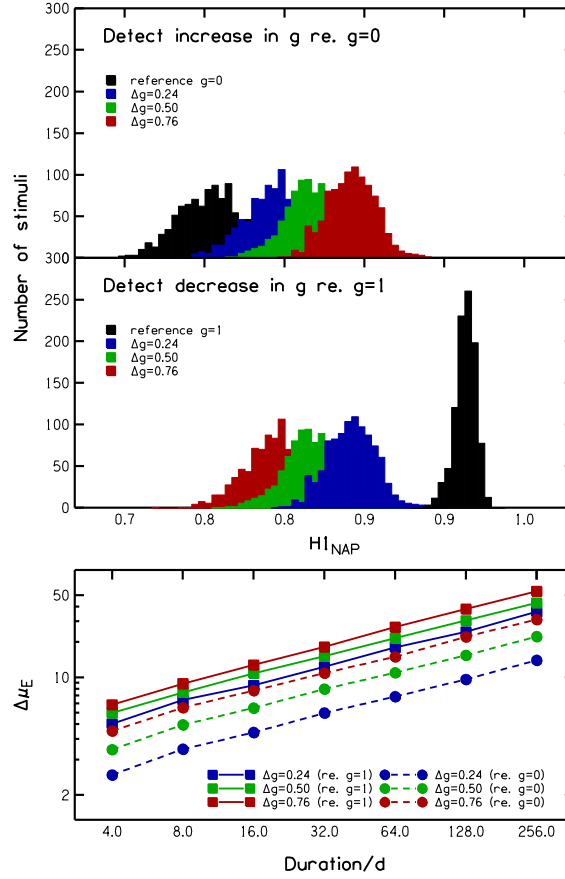 300
Detect increase in g re. g=0
250
reference g=0
Δg=0.24
Δg=0.50
Δg=0.76
200
150
100
50
Number of stimuli
300
Detect decrease in g re. g=1
250
reference g=1
Δg=0.24
Δg=0.50
Δg=0.76
200
150
100
50
0
0.7 0.8 0.8 0.9 0.9 1.0
H1NAP
50
10
2
ΔμE
Δg=0.24 (re. g=1) Δg=0.24 (re. g=0)
Δg=0.50 (re. g=1) Δg=0.50 (re. g=0)
Δg=0.76 (re. g=1) Δg=0.76 (re. g=0)
4.0 8.0 16.0 32.0 64.0 128.0 256.0
Duration/d